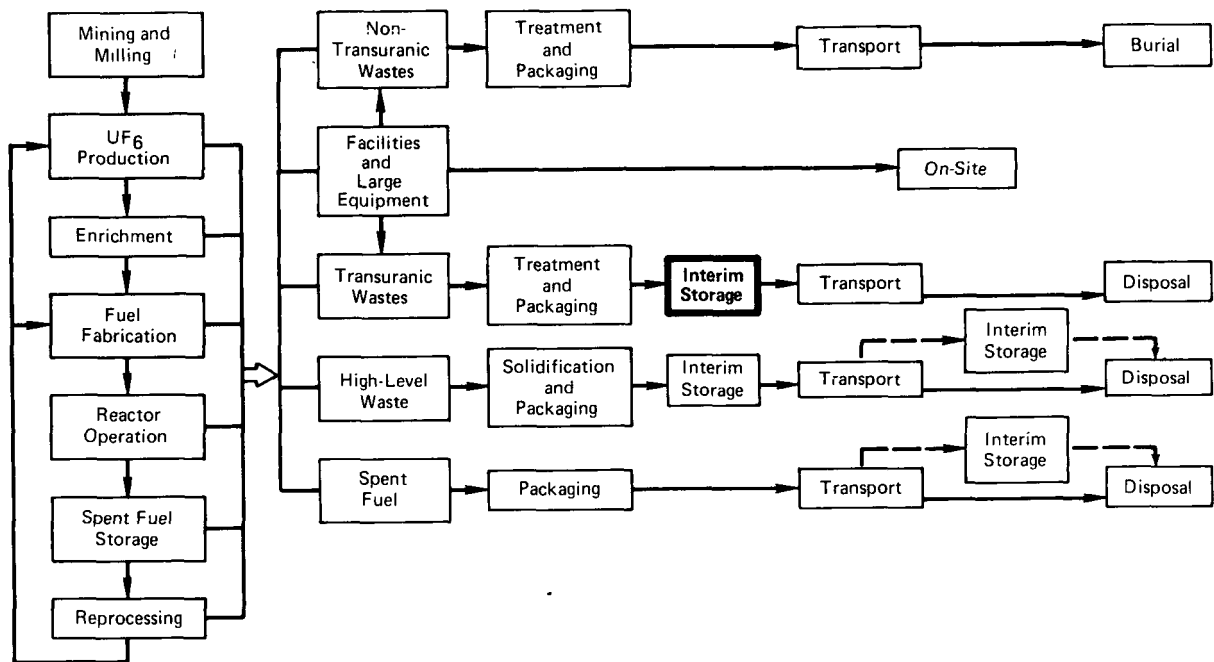 Mining and
Milling
UF6
Production
Enrichment
Fuel
Fabrication
Reactor
Operation
Spent Fuel
Storage
Reprocessing
Non-
Transuranic
Wastes
Treatment
and
Packaging
Transport
Burial
Facilities
and
Large
Equipment
On-Site
Transuranic
Wastes
Treatment
and
Packaging
Interim
Storage
Transport
Disposal
High-Level
Waste
Solidification
and
Packaging
Interim
Storage
Transport
Interim
Storage
Disposal
Spent
Fuel
Packaging
Transport
Interim
Storage
Disposal